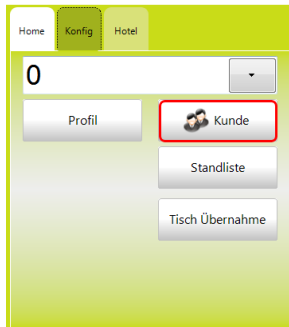 Home Konfig Hotel
0
Profil Kunde
Standliste
Tisch Übernahme